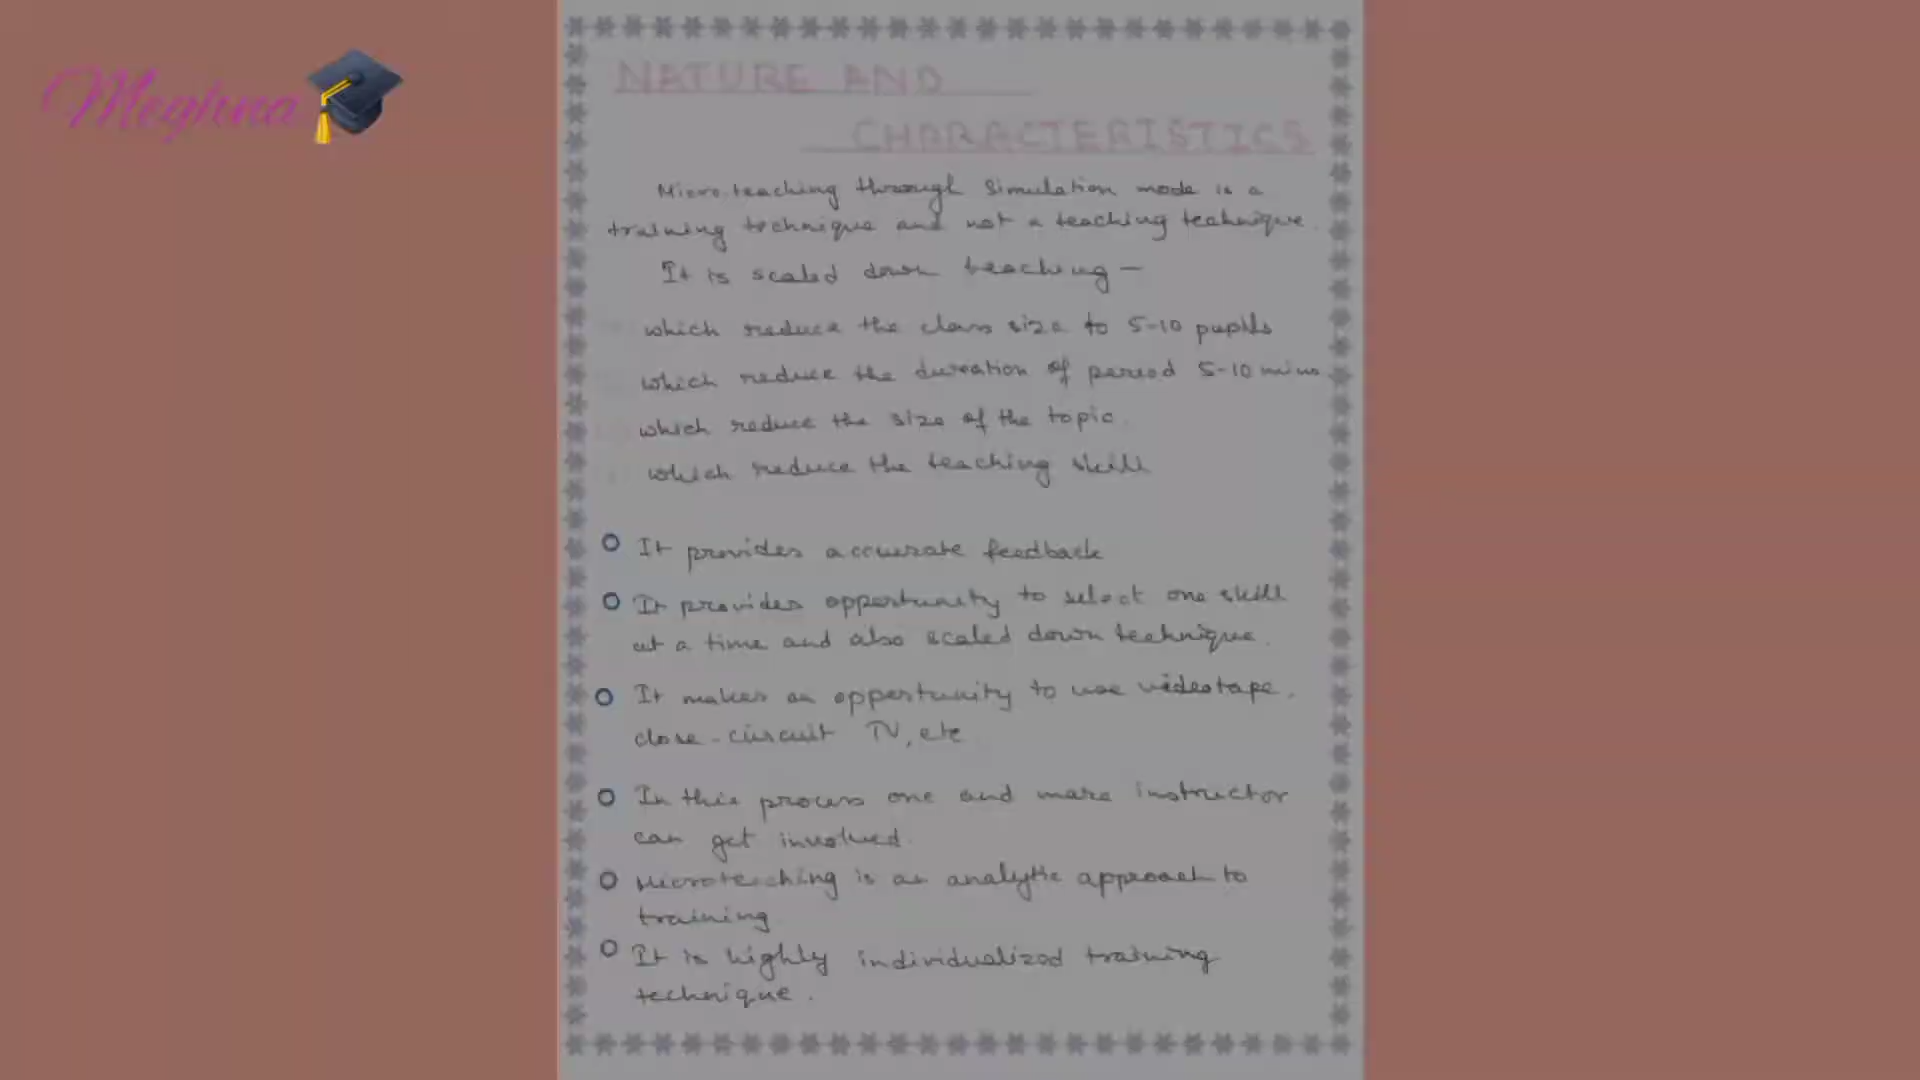 Meghna
NATURE AND
CHARACTERISTICS
Micro-teaching through Simulation mode is a
training technique and not a teaching technique.
It is scaled down teaching -
which reduce the class size to 5-10 pupils
which reduce the duration of period 5-10 mins
which reduce the size of the topic.
which reduce the teaching skill
It provides accurate feedback
It provides opportunity to select one skill
at a time and also scaled down technique.
It makes an opportunity to use videotape,
close-circuit TV, etc
In this process one and more instructor
can get involved.
Microteaching is an analytic approach to
training
It is highly individualized training
technique.